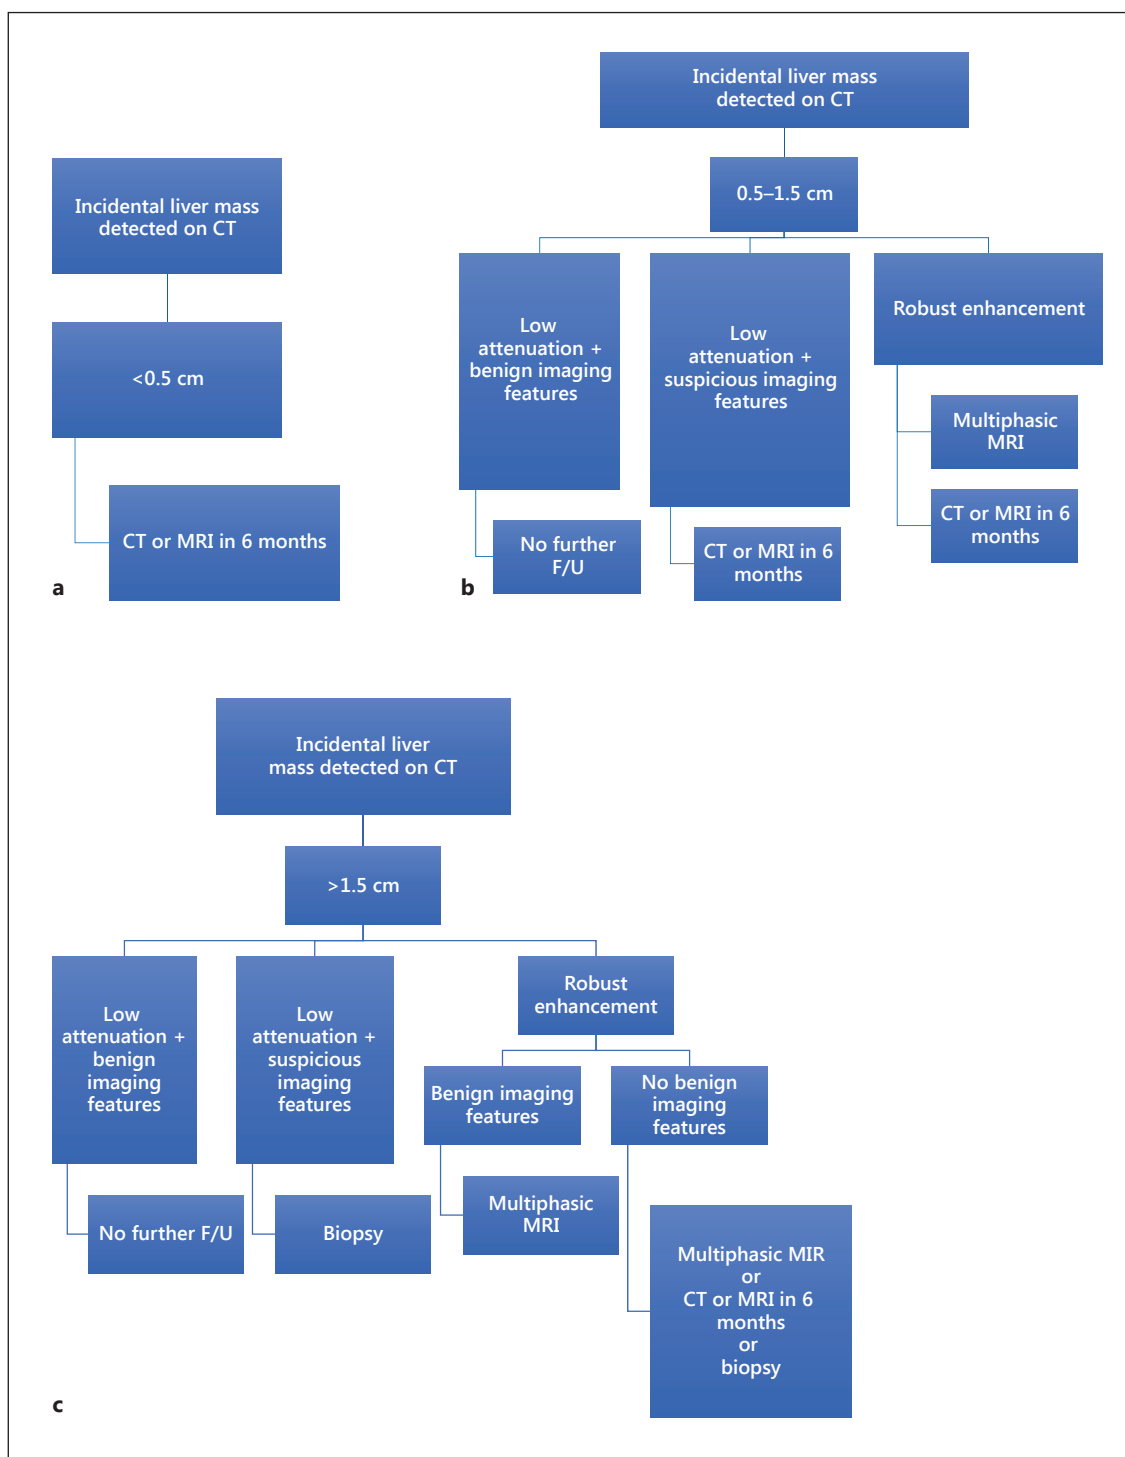 Incidental liver mass
detected on CT
<0.5 cm
CT or MRI in 6 months
a
Incidental liver mass
detected on CT
0.5–1.5 cm
Low
attenuation +
benign imaging
features
No further
F/U
Low
attenuation +
suspicious imaging
features
CT or MRI in 6
months
Robust enhancement
Multiphasic
MRI
CT or MRI in 6
months
b
Incidental liver
mass detected on CT
>1.5 cm
Low
attenuation +
benign
imaging
features
No further F/U
Low
attenuation +
suspicious
imaging
features
Biopsy
Robust
enhancement
Benign imaging
features
Multiphasic
MRI
No benign
imaging
features
Multiphasic MIR
or
CT or MRI in 6
months
or
biopsy
c